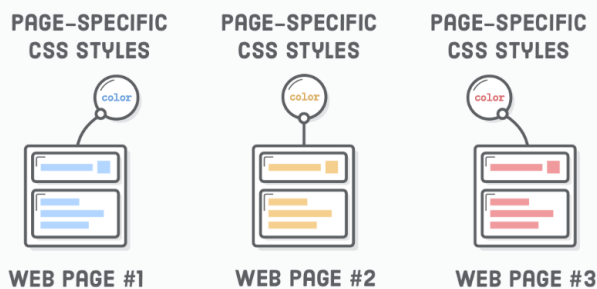 PAGE-SPECIFIC
CSS STYLES
color
WEB PAGE #1
PAGE-SPECIFIC
CSS STYLES
color
WEB PAGE #2
PAGE-SPECIFIC
CSS STYLES
color
WEB PAGE #3